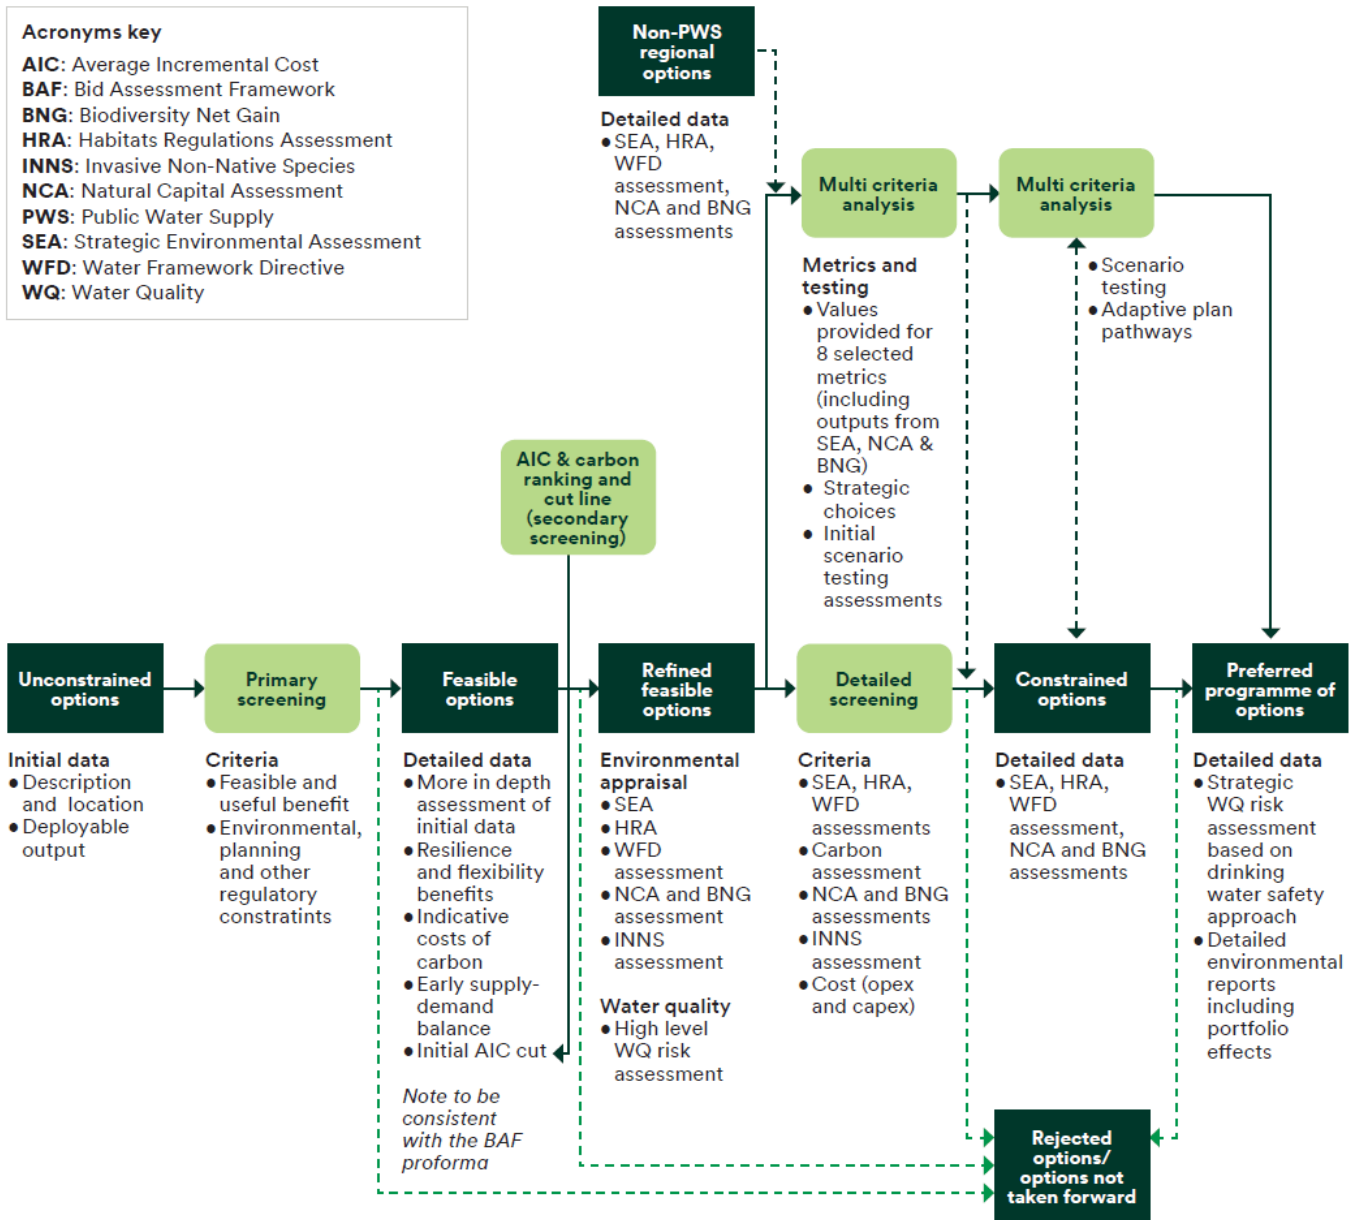 Acronyms key
AIC: Average Incremental Cost
BAF: Bid Assessment Framework
BNG: Biodiversity Net Gain
HRA: Habitats Regulations Assessment
INNS: Invasive Non-Native Species
NCA: Natural Capital Assessment
PWS: Public Water Supply
SEA: Strategic Environmental Assessment
WFD: Water Framework Directive
WQ: Water Quality
Non-PWS
regional
options
Detailed data
• SEA, HRA,
WFD
assessment,
NCA and BNG
assessments
Multi criteria
analysis
Metrics and
testing
• Values
provided for
8 selected
metrics
(including
outputs from
SEA, NCA &
BNG)
• Strategic
choices
• Initial
scenario
testing
assessments
Multi criteria
analysis
• Scenario
testing
• Adaptive plan
pathways
AIC & carbon
ranking and
cut line
(secondary
screening)
Unconstrained
options
Initial data
• Description
and location
• Deployable
output
Primary
screening
Criteria
• Feasible and
useful benefit
• Environmental,
planning
and other
regulatory
constratints
Feasible
options
Detailed data
• More in depth
assessment of
initial data
• Resilience
and flexibility
benefits
• Indicative
costs of
carbon
• Early supply-
demand
balance
• Initial AIC cut
Note to be
consistent
with the BAF
proforma
Refined
feasible
options
Environmental
appraisal
• SEA
• HRA
• WFD
assessment
• NCA and BNG
assessment
• INNS
assessment
Water quality
• High level
WQ risk
assessment
Detailed
screening
Criteria
• SEA, HRA,
WFD
assessments
• Carbon
assessment
• NCA and BNG
assessments
• INNS
assessment
• Cost (opex
and capex)
Constrained
options
Detailed data
• SEA, HRA,
WFD
assessment,
NCA and BNG
assessments
Preferred
programme of
options
Detailed data
• Strategic
WQ risk
assessment
based on
drinking
water safety
approach
• Detailed
environmental
reports
including
portfolio
effects
Rejected
options/
options not
taken forward